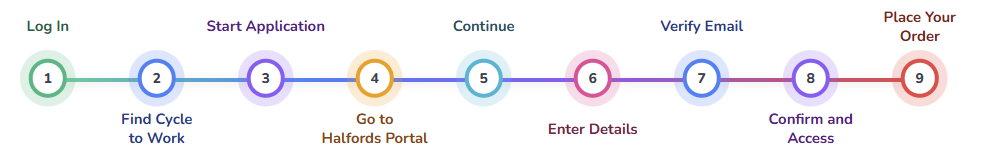 Log In
Start Application
Continue
Verify Email
Place Your
Order
1
2
3
4
5
6
7
8
9
Find Cycle
to Work
Go to
Halfords Portal
Enter Details
Confirm and
Access